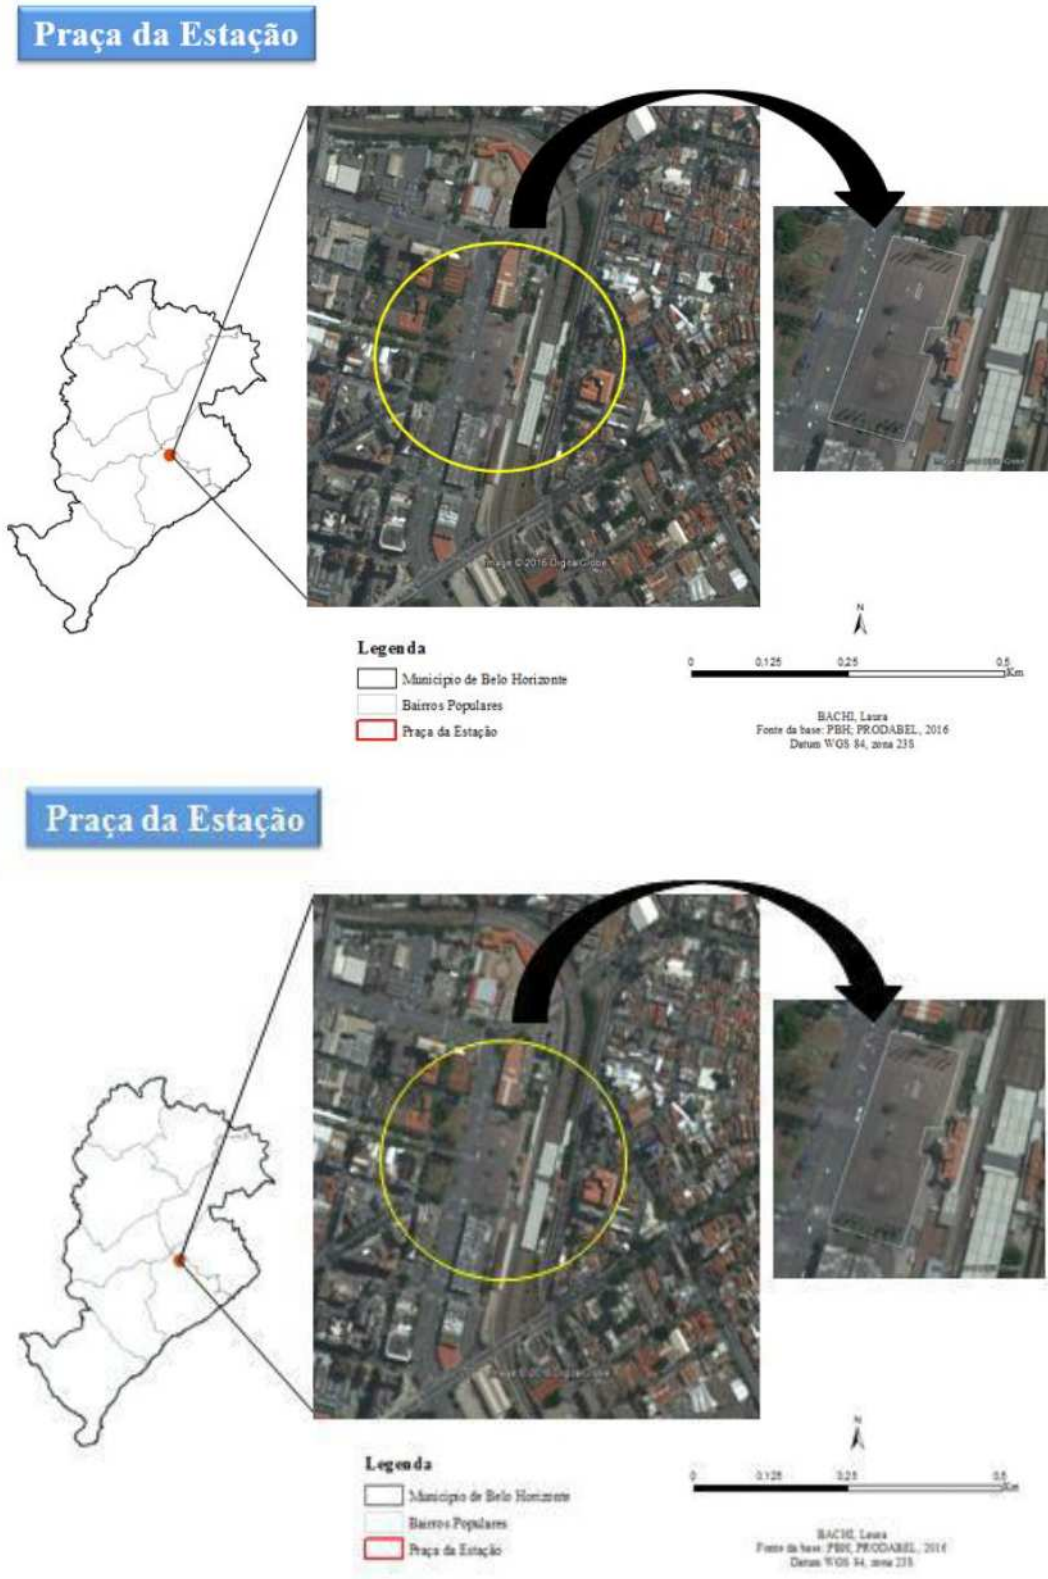 Praça da Estação
Image © 2016 DigitalGlobe
N
Legenda
Município de Belo Horizonte
Bairros Populares
Praça da Estação
0 0,125 0,25 0,5
Km
BACHI, Laura
Fonte da base: PBH; PRODABEL, 2016
Datum WGS 84, zona 23S
Praça da Estação
Image © 2016 DigitalGlobe
N
Legenda
Município de Belo Horizonte
Bairros Populares
Praça da Estação
0 0,125 0,25 0,5
Km
BACHI, Laura
Fonte da base: PBH; PRODABEL, 2016
Datum WGS 84, zona 23S